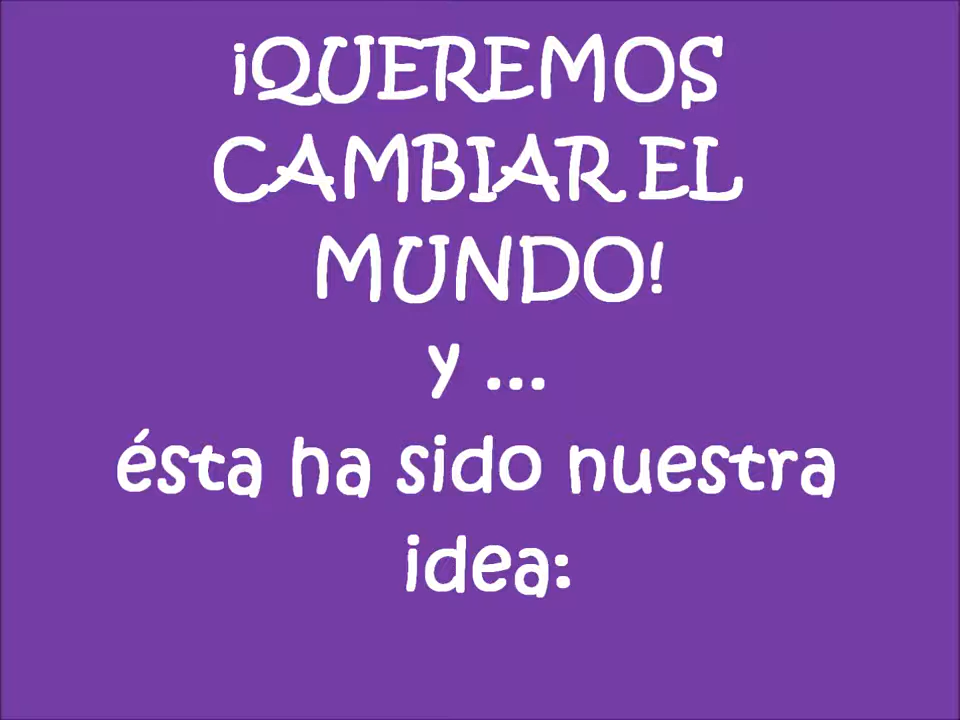 ¡QUEREMOS
CAMBIAR EL
MUNDO!
y ...
ésta ha sido nuestra
idea: